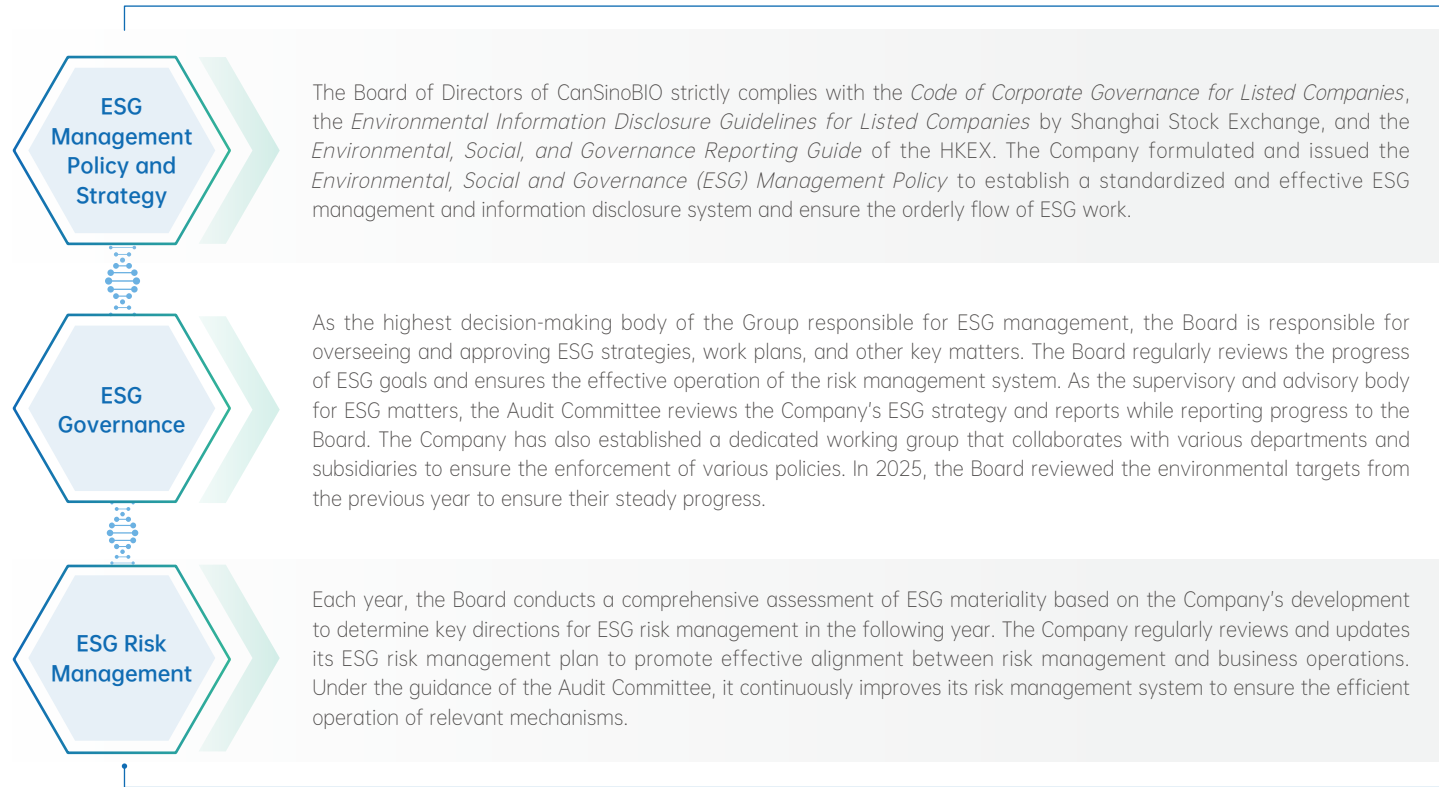 ESG
Management
Policy and
Strategy
The Board of Directors of CanSinoBIO strictly complies with the Code of Corporate Governance for Listed Companies,
the Environmental Information Disclosure Guidelines for Listed Companies by Shanghai Stock Exchange, and the
Environmental, Social, and Governance Reporting Guide of the HKEX. The Company formulated and issued the
Environmental, Social and Governance (ESG) Management Policy to establish a standardized and effective ESG
management and information disclosure system and ensure the orderly flow of ESG work.
ESG
Governance
As the highest decision-making body of the Group responsible for ESG management, the Board is responsible for
overseeing and approving ESG strategies, work plans, and other key matters. The Board regularly reviews the progress
of ESG goals and ensures the effective operation of the risk management system. As the supervisory and advisory body
for ESG matters, the Audit Committee reviews the Company's ESG strategy and reports while reporting progress to the
Board. The Company has also established a dedicated working group that collaborates with various departments and
subsidiaries to ensure the enforcement of various policies. In 2025, the Board reviewed the environmental targets from
the previous year to ensure their steady progress.
ESG Risk
Management
Each year, the Board conducts a comprehensive assessment of ESG materiality based on the Company's development
to determine key directions for ESG risk management in the following year. The Company regularly reviews and updates
its ESG risk management plan to promote effective alignment between risk management and business operations.
Under the guidance of the Audit Committee, it continuously improves its risk management system to ensure the efficient
operation of relevant mechanisms.